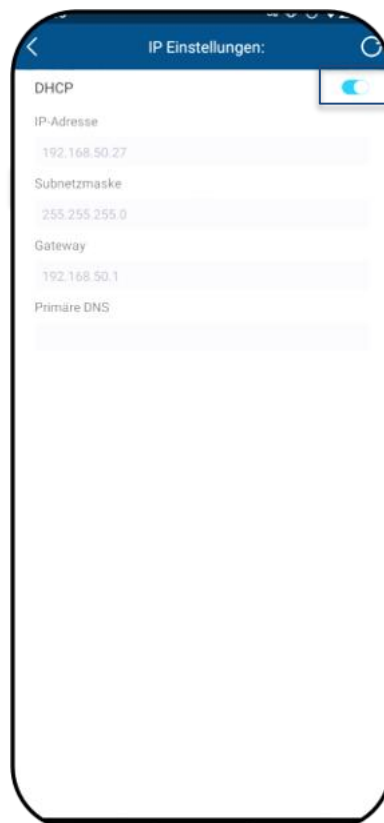 IP Einstellungen:
DHCP
IP-Adresse
192.168.50.27
Subnetzmaske
255.255.255.0
Gateway
192.168.50.1
Primäre DNS